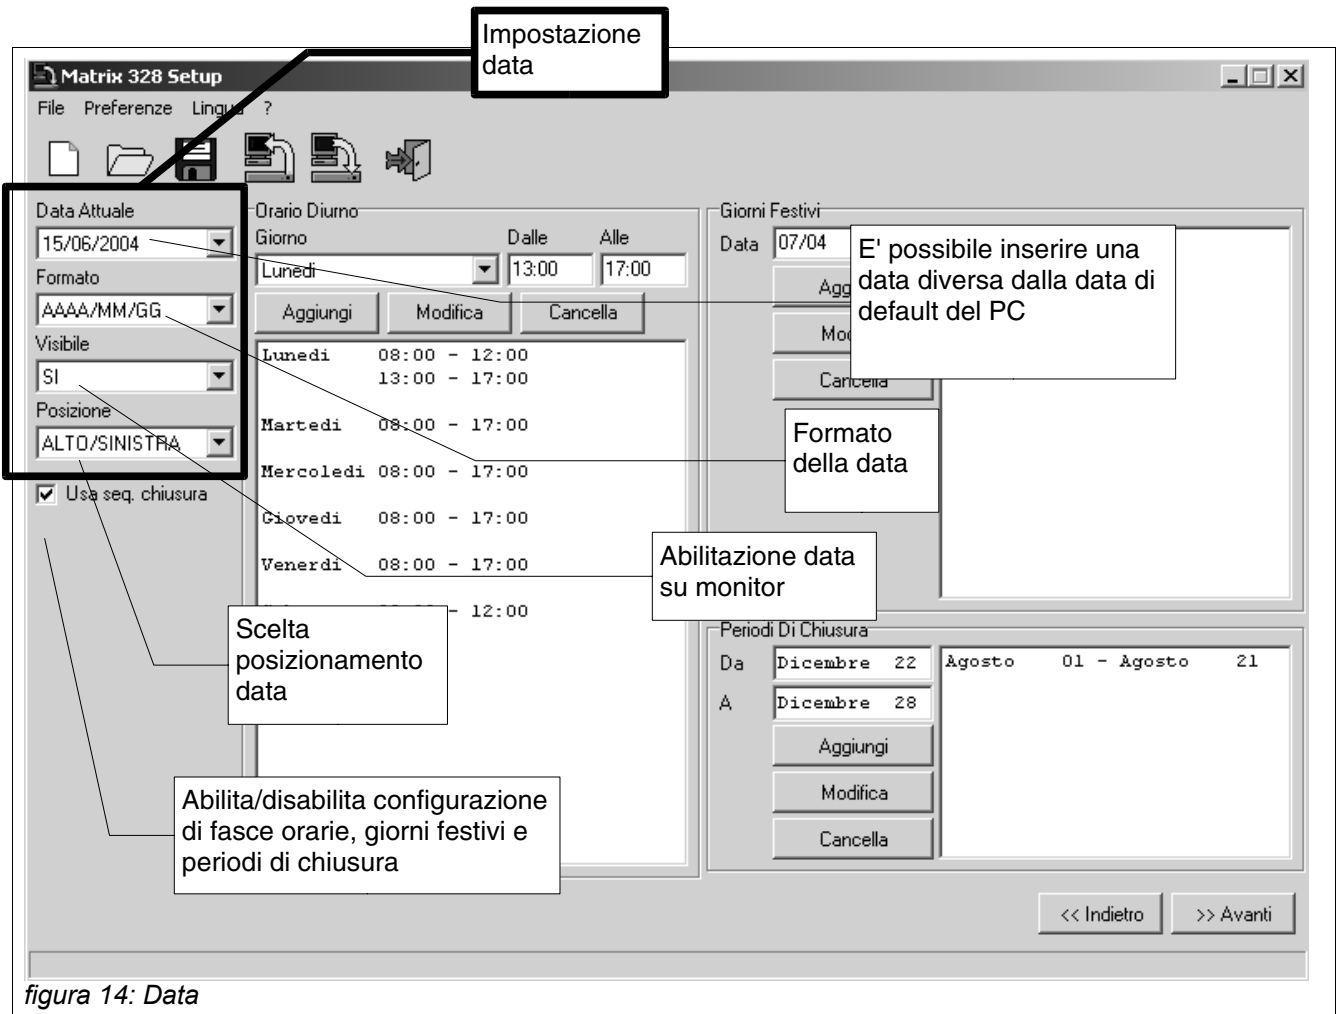 Impostazione
data
Matrix 328 Setup
File Preferenze Lingua ?
Data Attuale
15/06/2004
Formato
AAAA/MM/GG
Visibile
SI
Posizione
ALTO/SINISTRA
Usa seq. chiusura
Orario Diurno
Giorno Dalle Alle
Lunedi 13:00 17:00
Aggiungi Modifica Cancella
Lunedi 08:00 - 12:00
13:00 - 17:00
Martedi 08:00 - 17:00
Mercoledi 08:00 - 17:00
Giovedi 08:00 - 17:00
Venerdi 08:00 - 17:00
- 12:00
Giorni Festivi
Data 07/04
Cancella
E' possibile inserire una
data diversa dalla data di
default del PC
Formato
della data
Abilitazione data
su monitor
Scelta
posizionamento
data
Abilita/disabilita configurazione
di fasce orarie, giorni festivi e
periodi di chiusura
Periodi Di Chiusura
Da Dicembre 22
A Dicembre 28
Agosto 01 - Agosto 21
Aggiungi
Modifica
Cancella
<< Indietro >> Avanti
figura 14: Data